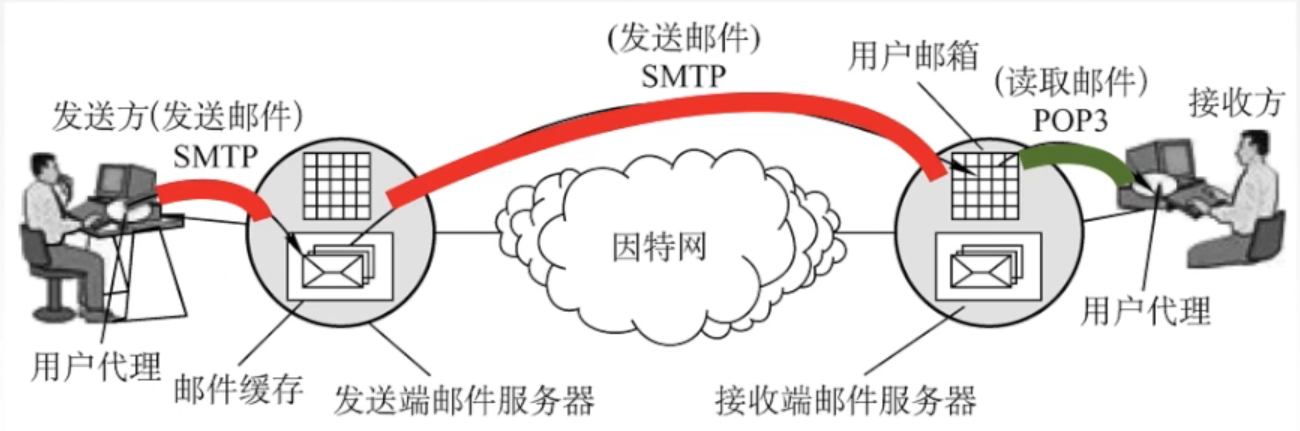 (发送邮件)
SMTP
用户邮箱
(读取邮件)
POP3
接收方
发送方(发送邮件)
SMTP
因特网
用户代理
用户代理
邮件缓存
发送端邮件服务器
接收端邮件服务器